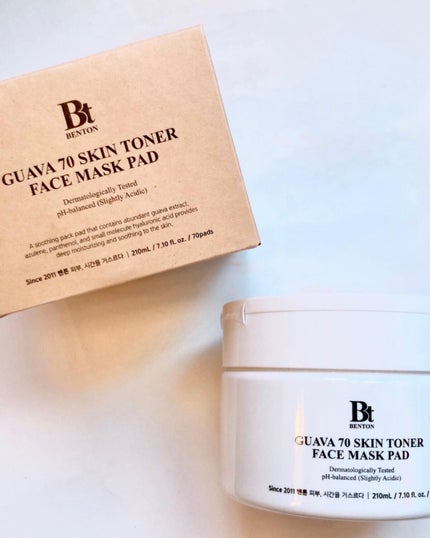 Bt
BENTON
GUAVA 70 SKIN TONER
FACE MASK PAD
Dermatologically Tested
pH-balanced (Slightly Acidic)
A soothing pack pad that contains abundant guava extract,
azulene, panthenol, and small molecule hyaluronic acid provides
deep moisturizing and soothing to the skin.
Since 2011 벤톤 피부, 시간을 거스르다 | 210mL / 7.10 fl. oz. / 70pads
Bt
BENTON
GUAVA 70 SKIN TONER
FACE MASK PAD
Dermatologically Tested
pH-balanced (Slightly Acidic)
Since 2011 벤톤 피부, 시간을 거스르다 | 210mL / 7.10 fl. oz. /